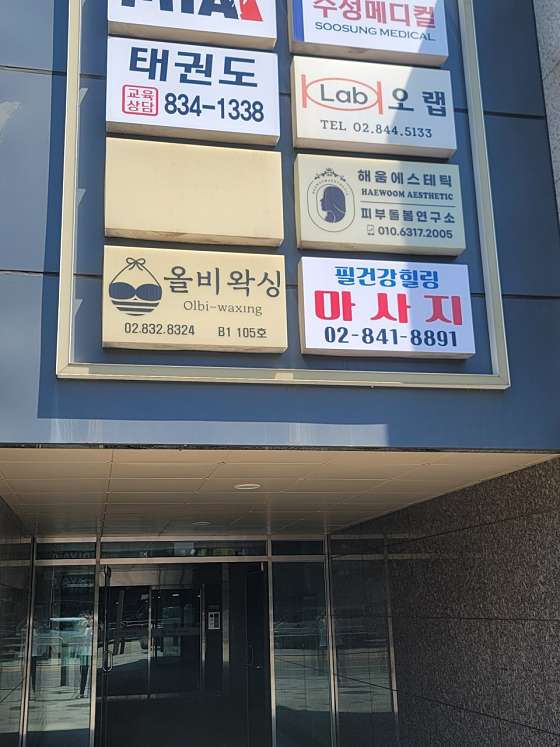 수성메디컬
SOOSUNG MEDICAL
태권도
교육
상담
834-1338
Lab 오랩
TEL 02.844.5133
해움에스테틱
HAEWOOM AESTHETIC
피부돌봄연구소
010.6317.2005
올비왁싱
Olbi-waxing
02.832.8324 B1 105호
필건강힐링
마사지
02-841-8891